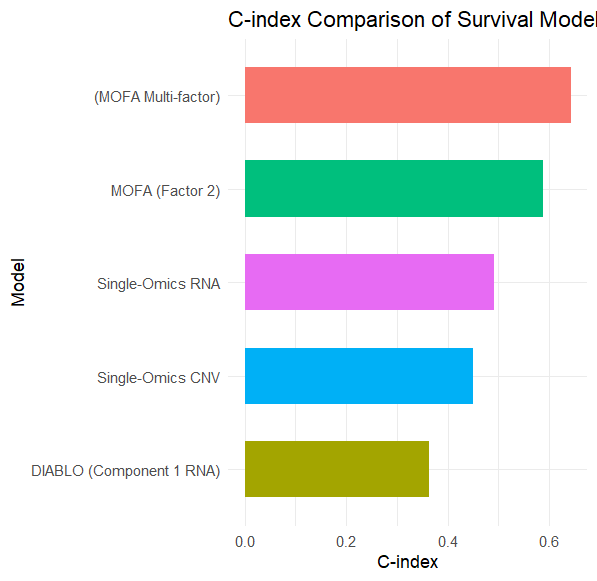 C-index Comparison of Survival Model
(MOFA Multi-factor)
MOFA (Factor 2)
Single-Omics RNA
Single-Omics CNV
DIABLO (Component 1 RNA)
Model
0.0 0.2 0.4 0.6
C-index